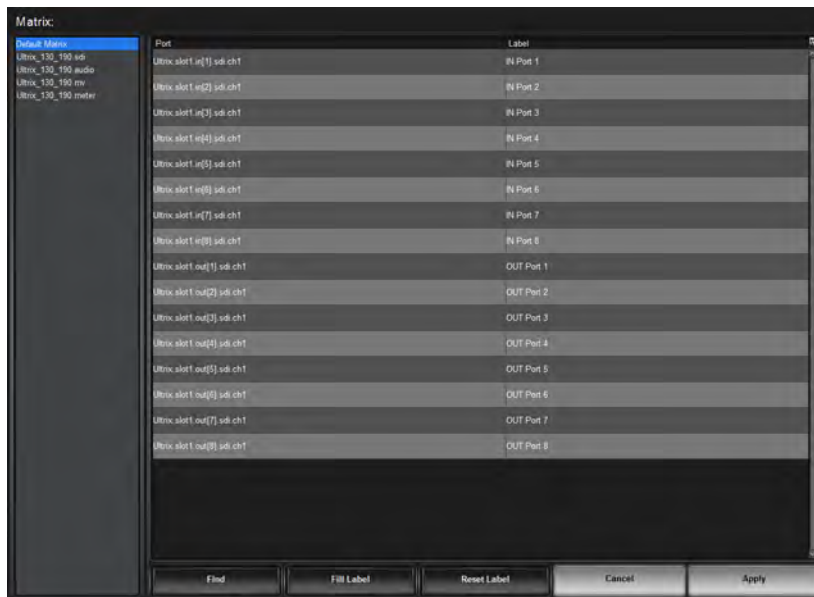 Matrix:
Default Matrix
Ultrix_130_190.sdi
Ultrix_130_190.audio
Ultrix_130_190.mv
Ultrix_130_190.meter
Port Label
Ultrix.slot1.in[1].sdi.ch1 IN Port 1
Ultrix.slot1.in[2].sdi.ch1 IN Port 2
Ultrix.slot1.in[3].sdi.ch1 IN Port 3
Ultrix.slot1.in[4].sdi.ch1 IN Port 4
Ultrix.slot1.in[5].sdi.ch1 IN Port 5
Ultrix.slot1.in[6].sdi.ch1 IN Port 6
Ultrix.slot1.in[7].sdi.ch1 IN Port 7
Ultrix.slot1.in[8].sdi.ch1 IN Port 8
Ultrix.slot1.out[1].sdi.ch1 OUT Port 1
Ultrix.slot1.out[2].sdi.ch1 OUT Port 2
Ultrix.slot1.out[3].sdi.ch1 OUT Port 3
Ultrix.slot1.out[4].sdi.ch1 OUT Port 4
Ultrix.slot1.out[5].sdi.ch1 OUT Port 5
Ultrix.slot1.out[6].sdi.ch1 OUT Port 6
Ultrix.slot1.out[7].sdi.ch1 OUT Port 7
Ultrix.slot1.out[8].sdi.ch1 OUT Port 8
Find Fill Label Reset Label Cancel Apply